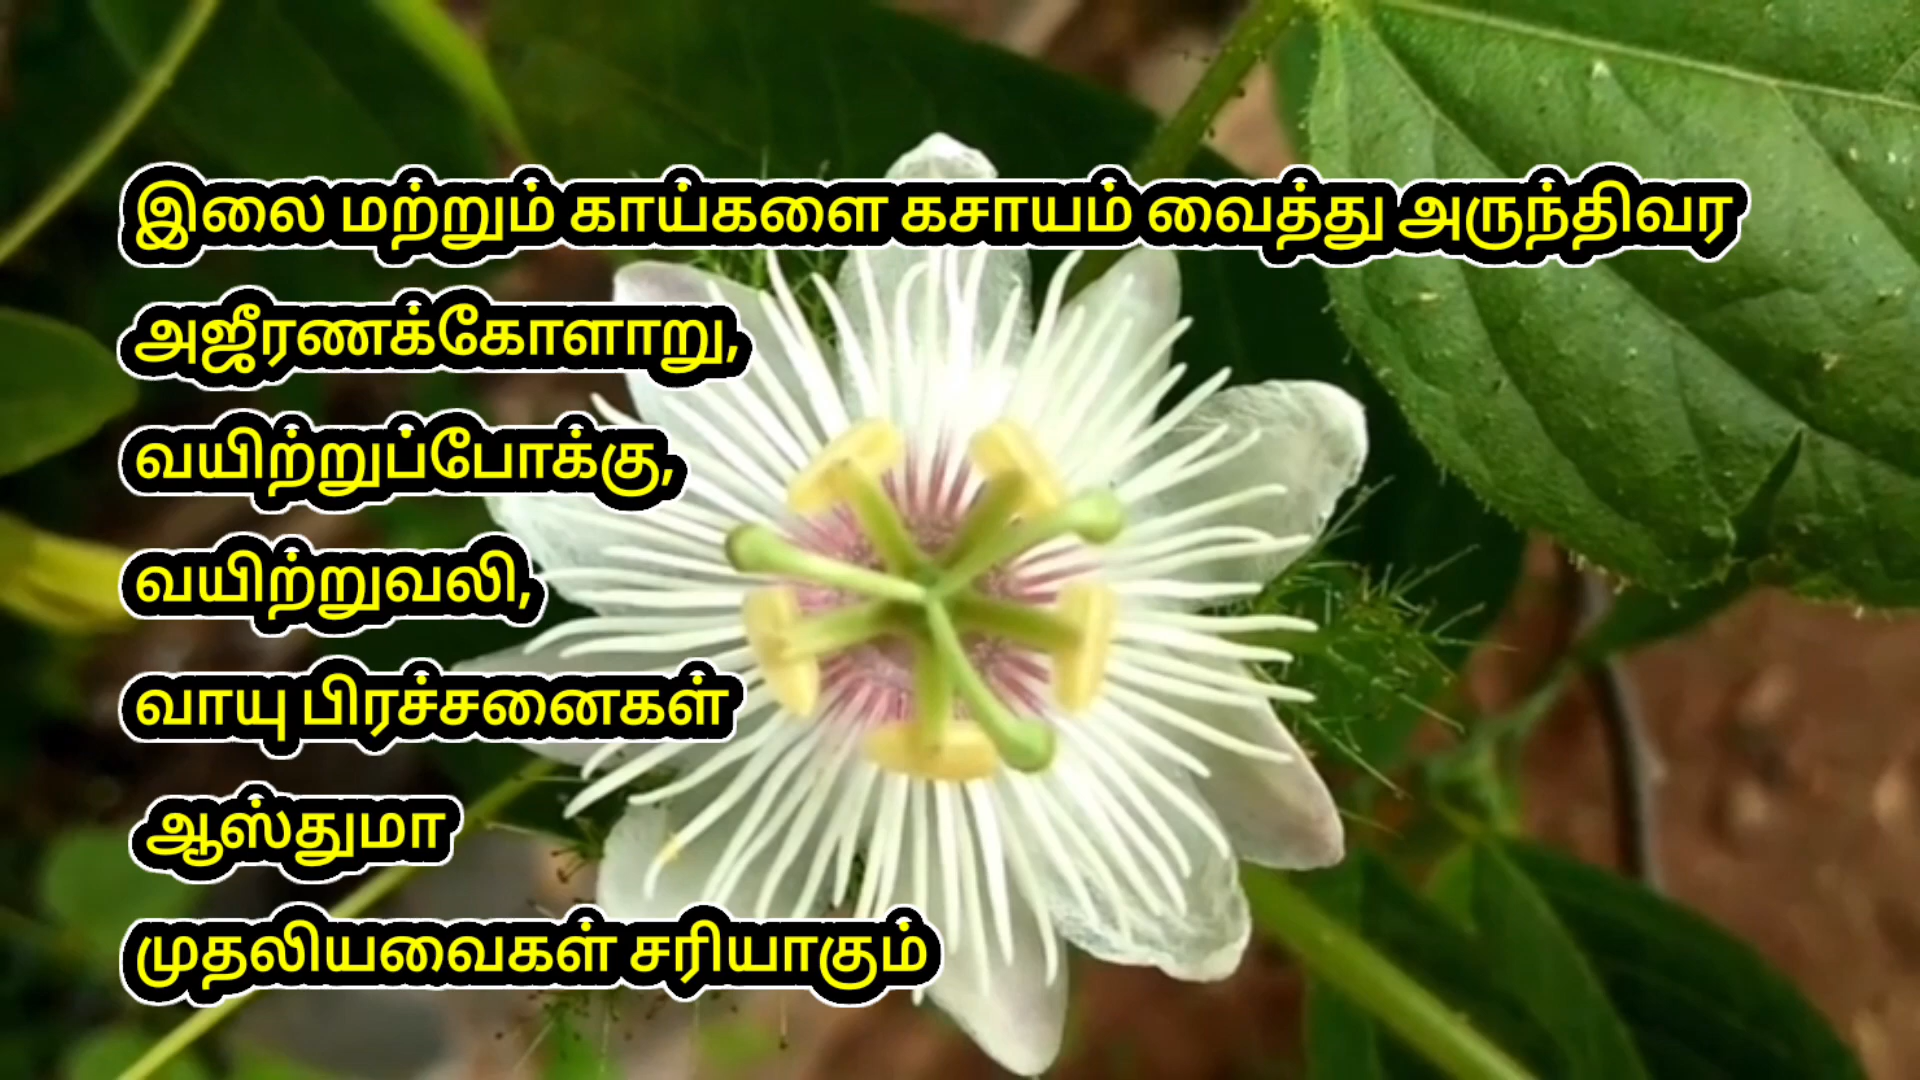 இலை மற்றும் காய்களை கசாயம் வைத்து அருந்திவர
அஜீரணக்கோளாறு,
வயிற்றுப்போக்கு,
வயிற்றுவலி,
வாயு பிரச்சனைகள்
ஆஸ்துமா
முதலியவைகள் சரியாகும்